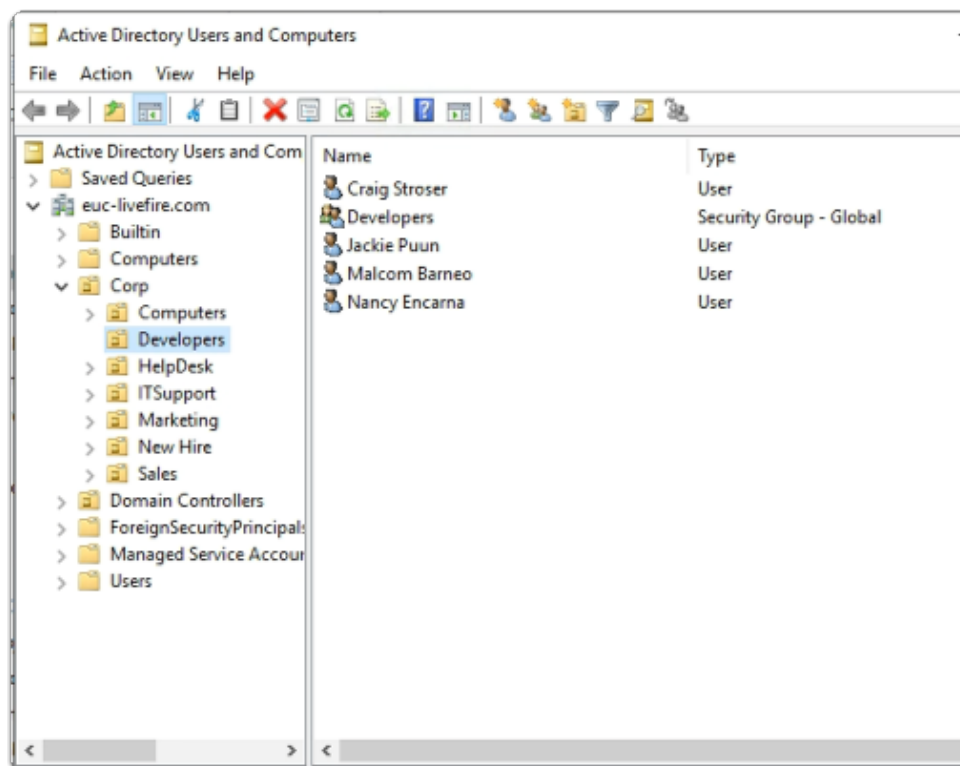 Active Directory Users and Computers
File Action View Help
Active Directory Users and Com
Saved Queries
euc-livefire.com
Builtin
Computers
Corp
Computers
Developers
HelpDesk
ITSupport
Marketing
New Hire
Sales
Domain Controllers
ForeignSecurityPrincipals
Managed Service Accour
Users
Name Type
Craig Stroser User
Developers Security Group - Global
Jackie Puun User
Malcom Barneo User
Nancy Encarna User